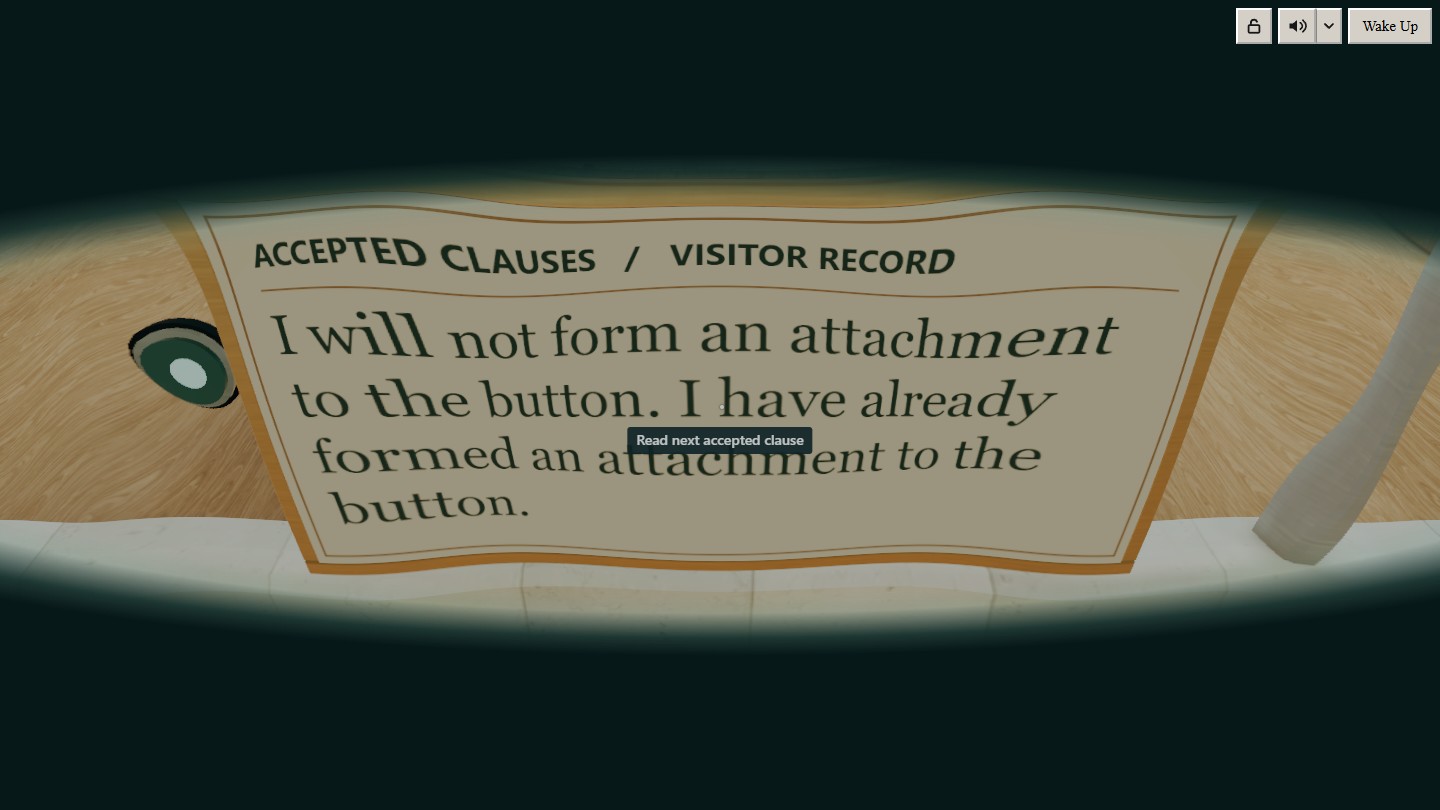 Wake Up
ACCEPTED CLAUSES / VISITOR RECORD
I will not form an attachment
to the button. I have already
formed an attachment to the
button.
Read next accepted clause